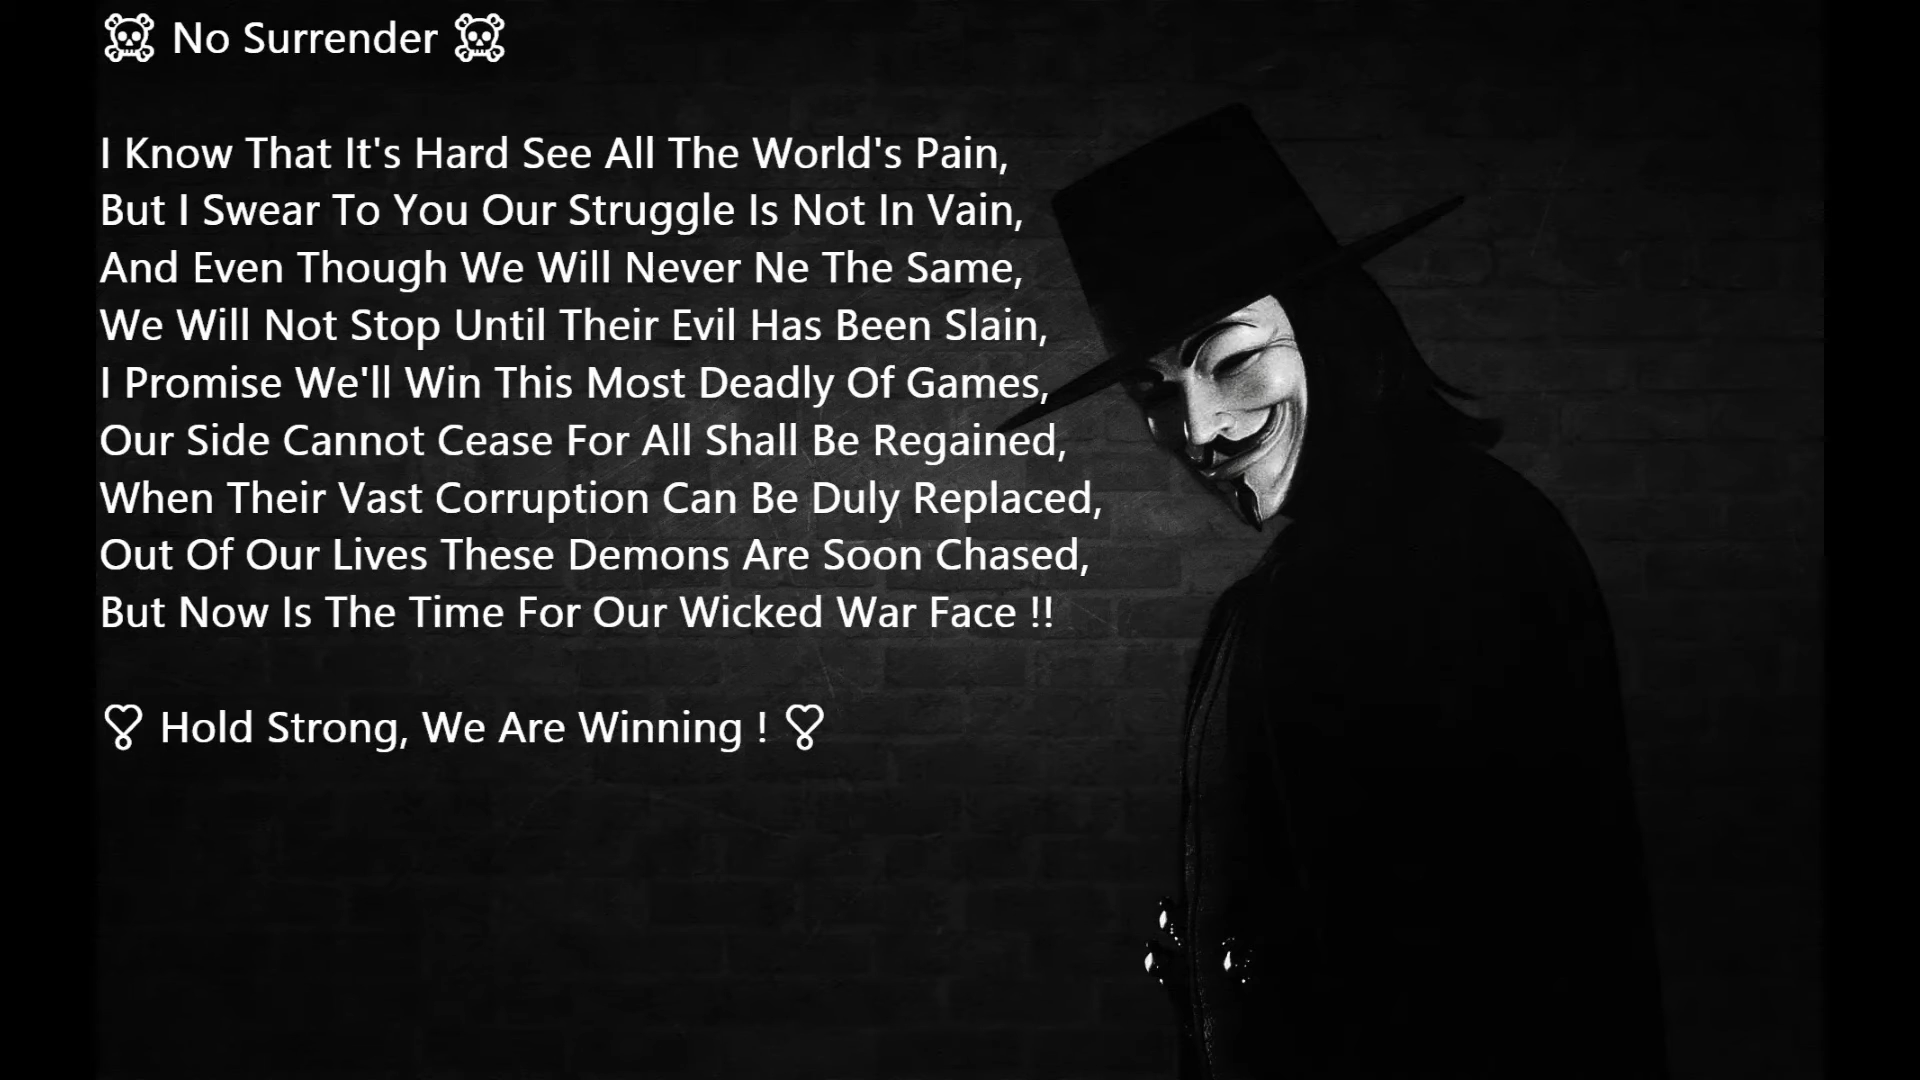 ☠ No Surrender ☠
I Know That It's Hard See All The World's Pain,
But I Swear To You Our Struggle Is Not In Vain,
And Even Though We Will Never Ne The Same,
We Will Not Stop Until Their Evil Has Been Slain,
I Promise We'll Win This Most Deadly Of Games,
Our Side Cannot Cease For All Shall Be Regained,
When Their Vast Corruption Can Be Duly Replaced,
Out Of Our Lives These Demons Are Soon Chased,
But Now Is The Time For Our Wicked War Face !!
❣ Hold Strong, We Are Winning ! ❣